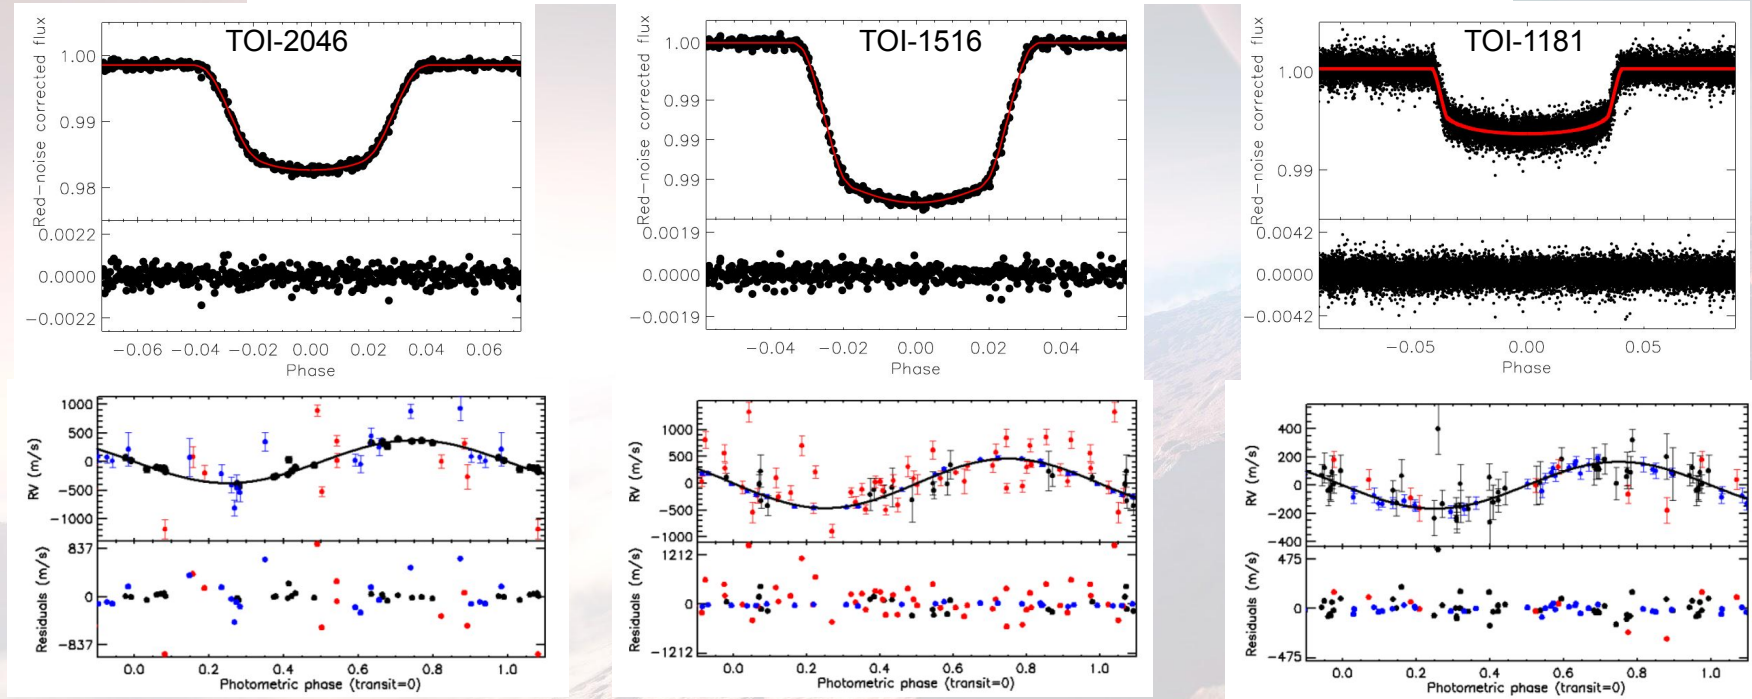 TOI-2046
Red-noise corrected flux
1.00
0.99
0.98
0.0022
0.0000
−0.0022
−0.06 −0.04 −0.02 0.00 0.02 0.04 0.06
Phase
TOI-1516
Red-noise corrected flux
1.00
0.99
0.99
0.99
0.0019
0.0000
−0.0019
−0.04 −0.02 0.00 0.02 0.04
Phase
TOI-1181
Red-noise corrected flux
1.00
0.99
0.0042
0.0000
−0.0042
−0.05 0.00 0.05
Phase
RV (m/s)
1000
500
0
−500
−1000
Residuals (m/s)
837
0
−837
0.0 0.2 0.4 0.6 0.8 1.0
Photometric phase (transit=0)
RV (m/s)
1000
500
0
−500
−1000
Residuals (m/s)
1212
0
−1212
0.0 0.2 0.4 0.6 0.8 1.0
Photometric phase (transit=0)
RV (m/s)
400
200
0
−200
−400
Residuals (m/s)
475
0
−475
0.0 0.2 0.4 0.6 0.8 1.0
Photometric phase (transit=0)